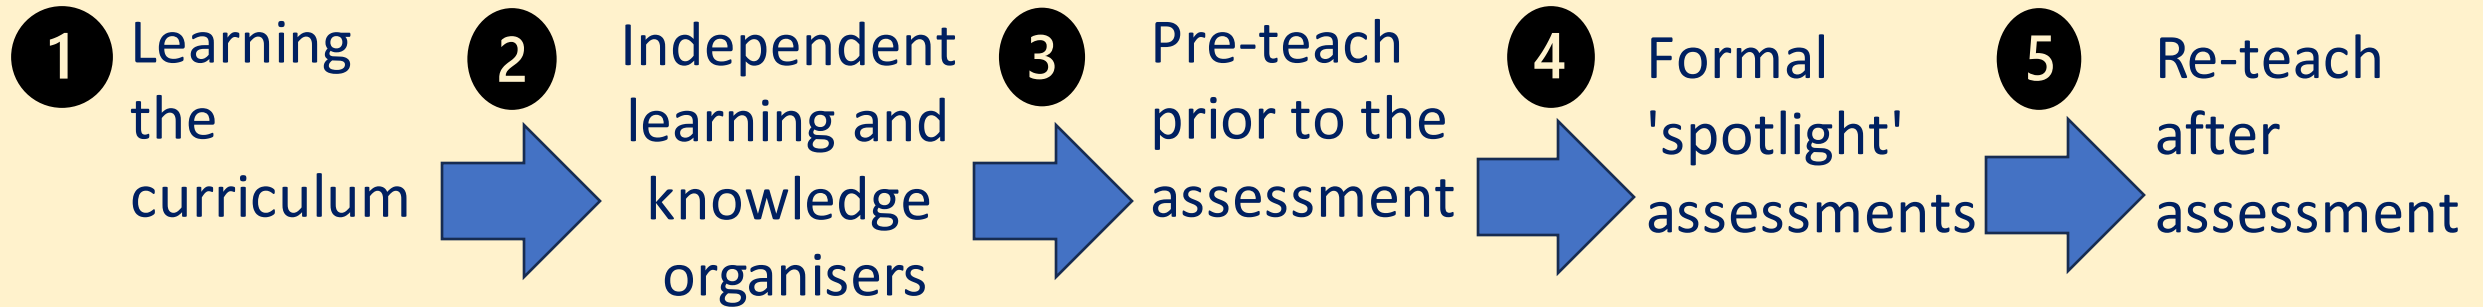 1
Learning
the
curriculum
2
Independent
learning and
knowledge
organisers
3
Pre-teach
prior to the
assessment
4
Formal
'spotlight'
assessments
5
Re-teach
after
assessment